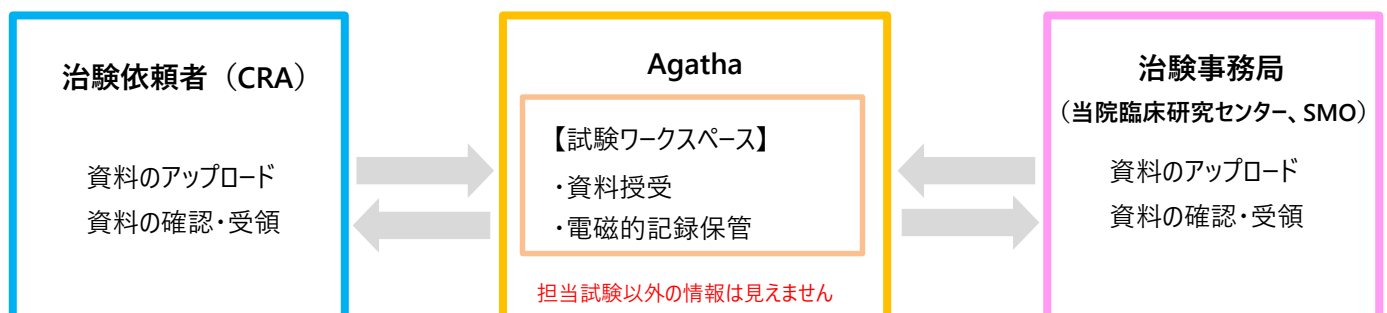 治験依頼者（CRA）
資料のアップロード
資料の確認・受領
Agatha
【試験ワークスペース】
・資料授受
・電磁的記録保管
担当試験以外の情報は見えません
治験事務局
（当院臨床研究センター、SMO）
資料のアップロード
資料の確認・受領